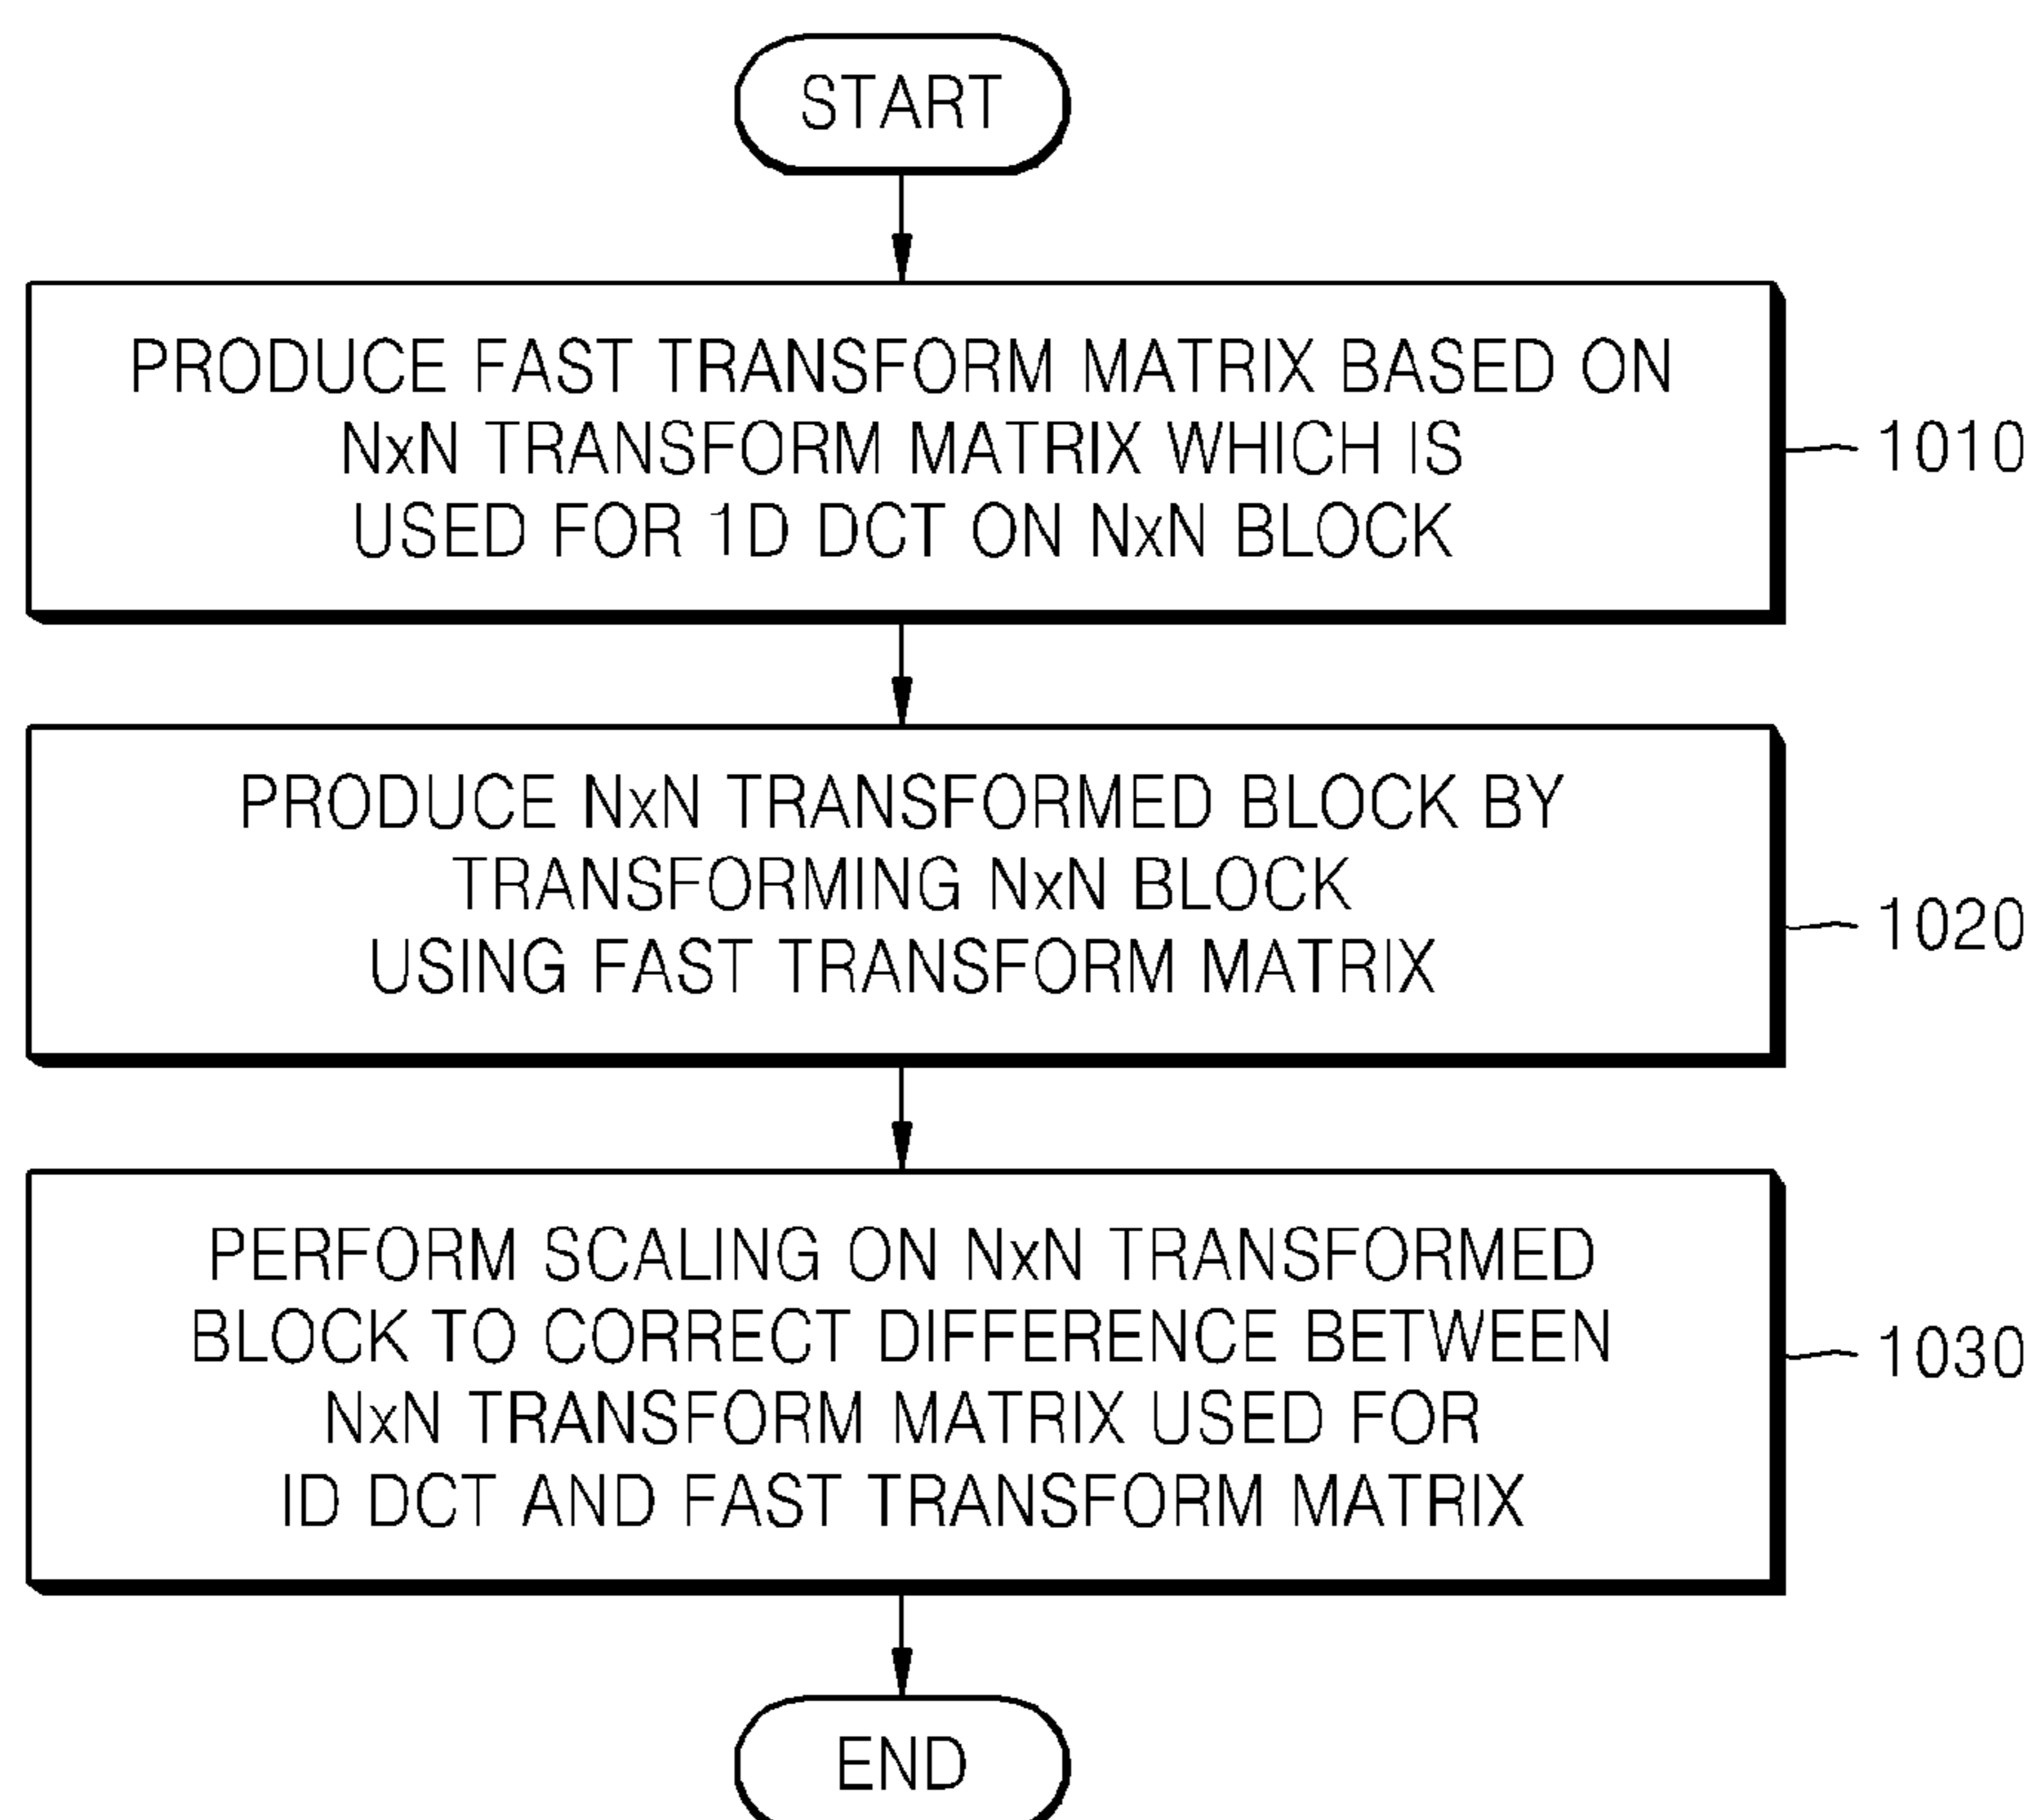 START
PRODUCE FAST TRANSFORM MATRIX BASED ON
NxN TRANSFORM MATRIX WHICH IS
USED FOR 1D DCT ON NxN BLOCK
1010
PRODUCE NxN TRANSFORMED BLOCK BY
TRANSFORMING NxN BLOCK
USING FAST TRANSFORM MATRIX
1020
PERFORM SCALING ON NxN TRANSFORMED
BLOCK TO CORRECT DIFFERENCE BETWEEN
NxN TRANSFORM MATRIX USED FOR
ID DCT AND FAST TRANSFORM MATRIX
1030
END